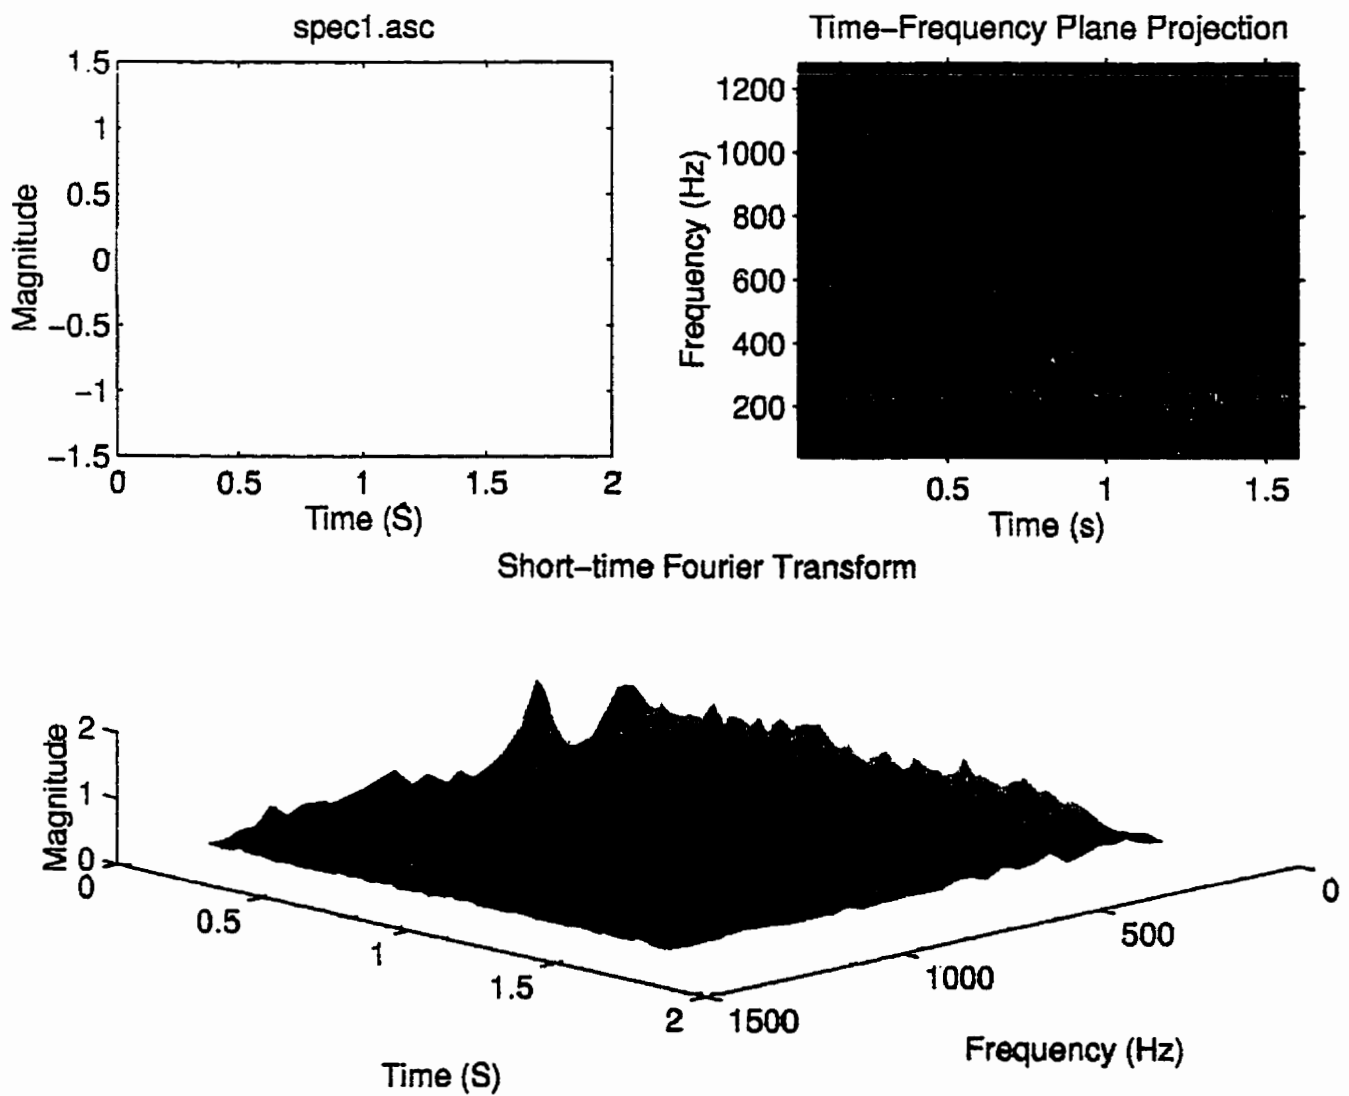 spec1.asc
1.5
1
0.5
0
−0.5
−1
−1.5
Magnitude
0 0.5 1 1.5 2
Time (S)
Time−Frequency Plane Projection
1200
1000
800
600
400
200
Frequency (Hz)
0.5 1 1.5
Time (s)
Short−time Fourier Transform
2
1
0
Magnitude
0
0.5
1
1.5
2
Time (S)
1500
1000
500
0
Frequency (Hz)